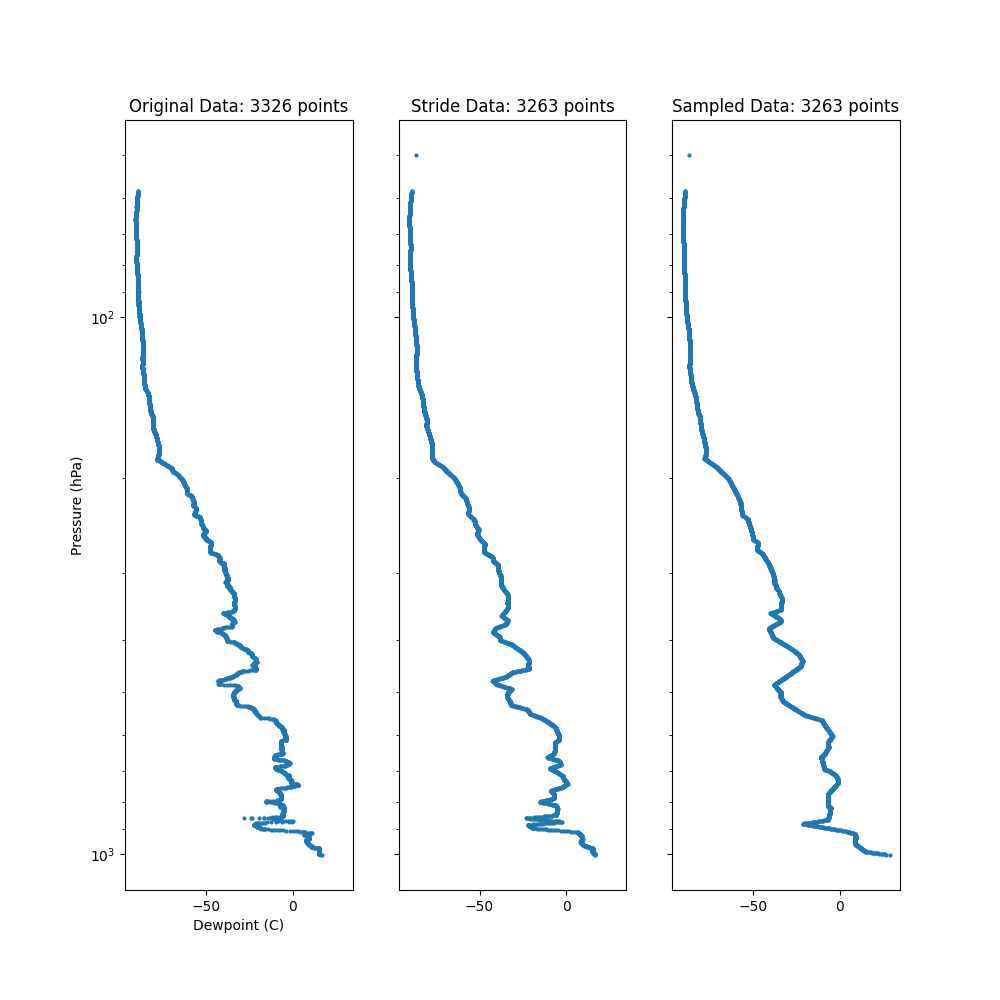 Original Data: 3326 points
Stride Data: 3263 points
Sampled Data: 3263 points
Pressure (hPa)
10²
10³
−50 0
−50 0
−50 0
Dewpoint (C)